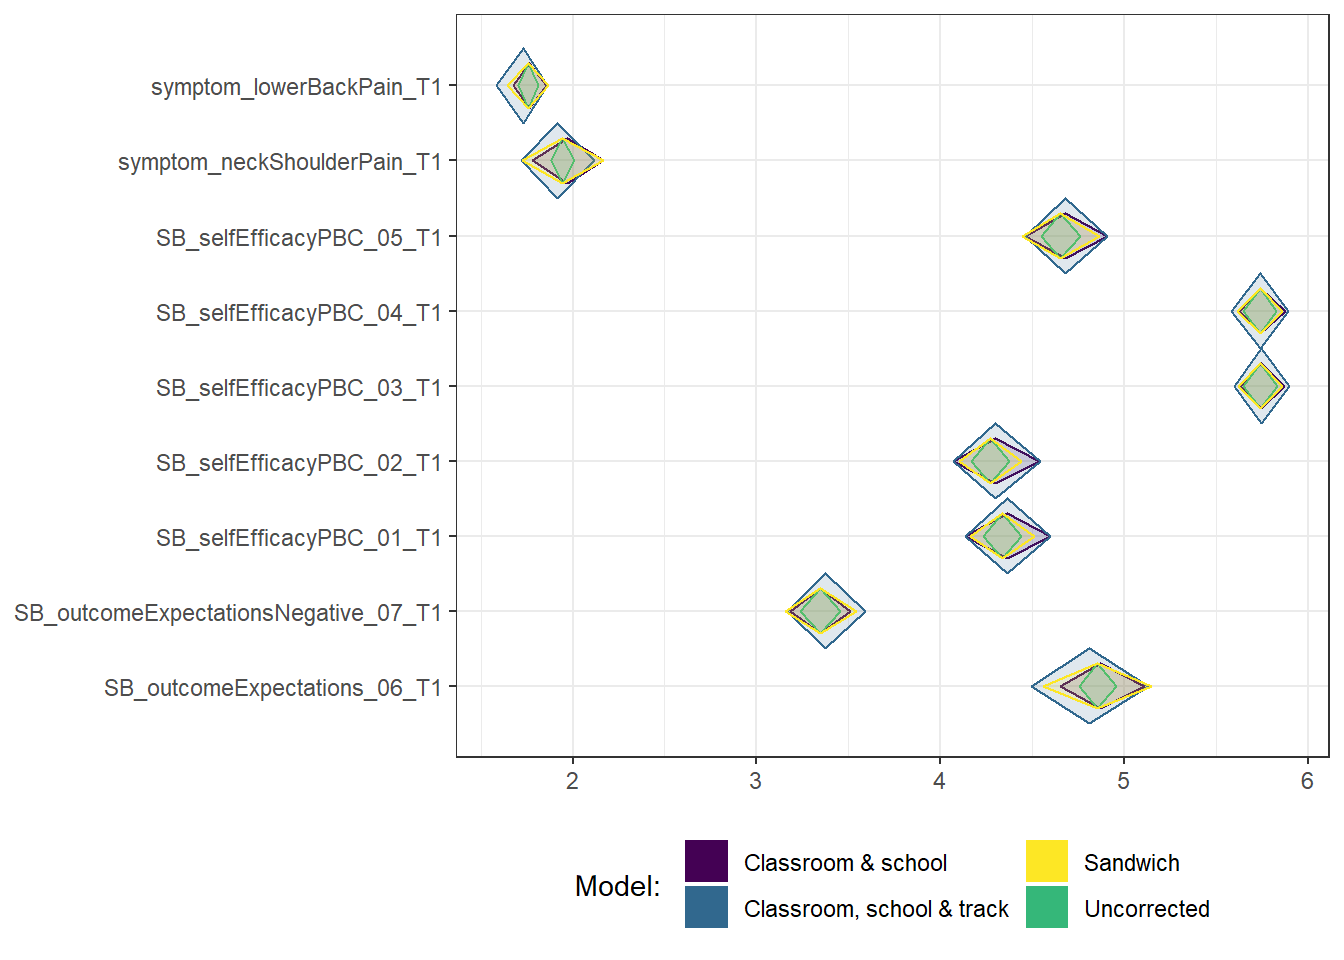 symptom_lowerBackPain_T1
symptom_neckShoulderPain_T1
SB_selfEfficacyPBC_05_T1
SB_selfEfficacyPBC_04_T1
SB_selfEfficacyPBC_03_T1
SB_selfEfficacyPBC_02_T1
SB_selfEfficacyPBC_01_T1
SB_outcomeExpectationsNegative_07_T1
SB_outcomeExpectations_06_T1
2 3 4 5 6
Model:
Classroom & school
Classroom, school & track
Sandwich
Uncorrected